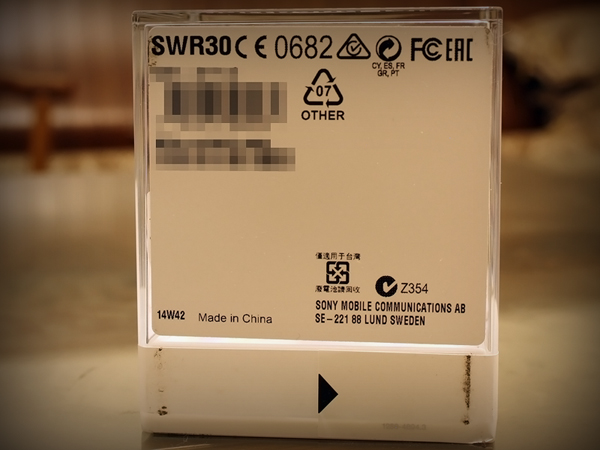 SWR30 CE 0682 FC EAC
CY, ES, FR
GR, PT
07
OTHER
僅適用于台灣
廢電池請回收
Z354
14W42 Made in China
SONY MOBILE COMMUNICATIONS AB
SE-221 88 LUND SWEDEN